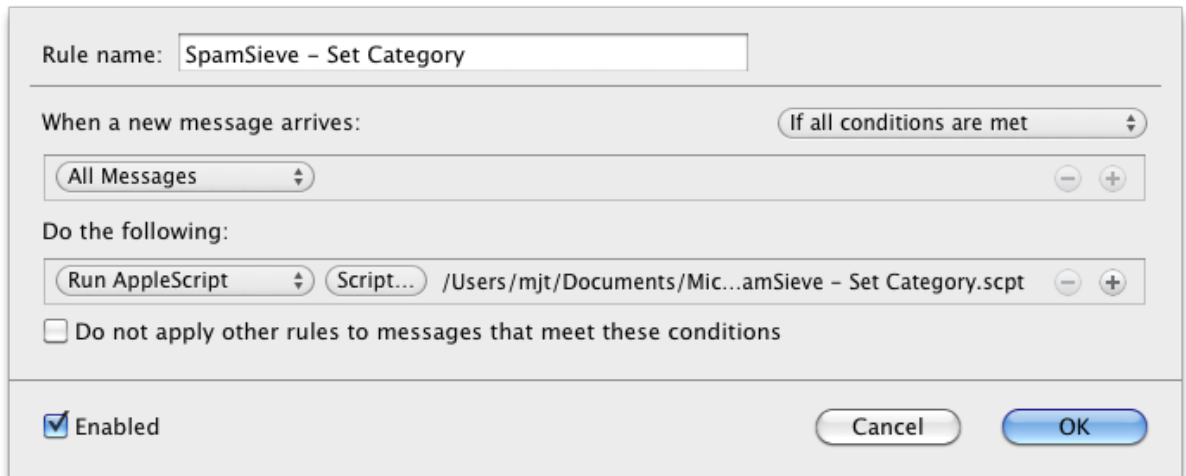 Rule name: SpamSieve – Set Category
When a new message arrives: If all conditions are met
All Messages
Do the following:
Run AppleScript Script... /Users/mjt/Documents/Mic...amSieve – Set Category.scpt
Do not apply other rules to messages that meet these conditions
Enabled Cancel OK